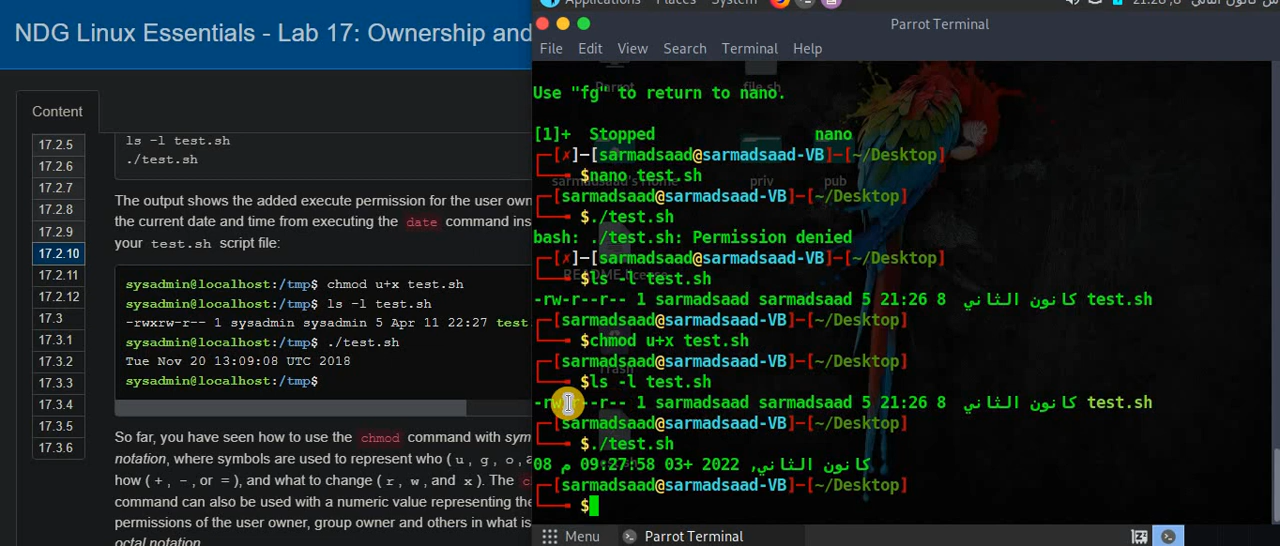 Applications Places System
Parrot Terminal
NDG Linux Essentials - Lab 17: Ownership and
File Edit View Search Terminal Help
Content
17.2.5
17.2.6
17.2.7
17.2.8
17.2.9
17.2.10
17.2.11
17.2.12
17.3
17.3.1
17.3.2
17.3.3
17.3.4
17.3.5
17.3.6
ls -l test.sh
./test.sh
The output shows the added execute permission for the user own
the current date and time from executing the date command ins
your test.sh script file:
sysadmin@localhost:/tmp$ chmod u+x test.sh
sysadmin@localhost:/tmp$ ls -l test.sh
-rwxrw-r-- 1 sysadmin sysadmin 5 Apr 11 22:27 test.
sysadmin@localhost:/tmp$ ./test.sh
Tue Nov 20 13:09:08 UTC 2018
sysadmin@localhost:/tmp$
So far, you have seen how to use the chmod command with sym
notation, where symbols are used to represent who ( u , g , o , a
how ( + , - , or = ), and what to change ( r , w , and x ). The c
command can also be used with a numeric value representing the
permissions of the user owner, group owner and others in what is
octal notation.
Parrot
file.sh
Use "fg" to return to nano.
[1]+ Stopped nano
┌─[✗]─[sarmadsaad@sarmadsaad-VB]─[~/Desktop]
└──╼ $nano test.sh
sarmadsaad's Home priv pub
┌─[sarmadsaad@sarmadsaad-VB]─[~/Desktop]
└──╼ $./test.sh
bash: ./test.sh: Permission denied
┌─[✗]─[sarmadsaad@sarmadsaad-VB]─[~/Desktop]
README.license
└──╼ $ls -l test.sh
-rw-r--r-- 1 sarmadsaad sarmadsaad 5 21:26 8 كانون الثاني test.sh
┌─[sarmadsaad@sarmadsaad-VB]─[~/Desktop]
└──╼ $chmod u+x test.sh
┌─[sarmadsaad@sarmadsaad-VB]─[~/Desktop]
Trash
└──╼ $ls -l test.sh
1 sarmadsaad sarmadsaad 5 21:26 8 كانون الثاني test.sh
┌─[sarmadsaad@sarmadsaad-VB]─[~/Desktop]
└──╼ $./test.sh
08 كانون الثاني, 2022 +03 09:27:58 م
┌─[sarmadsaad@sarmadsaad-VB]─[~/Desktop]
└──╼ $
Menu Parrot Terminal